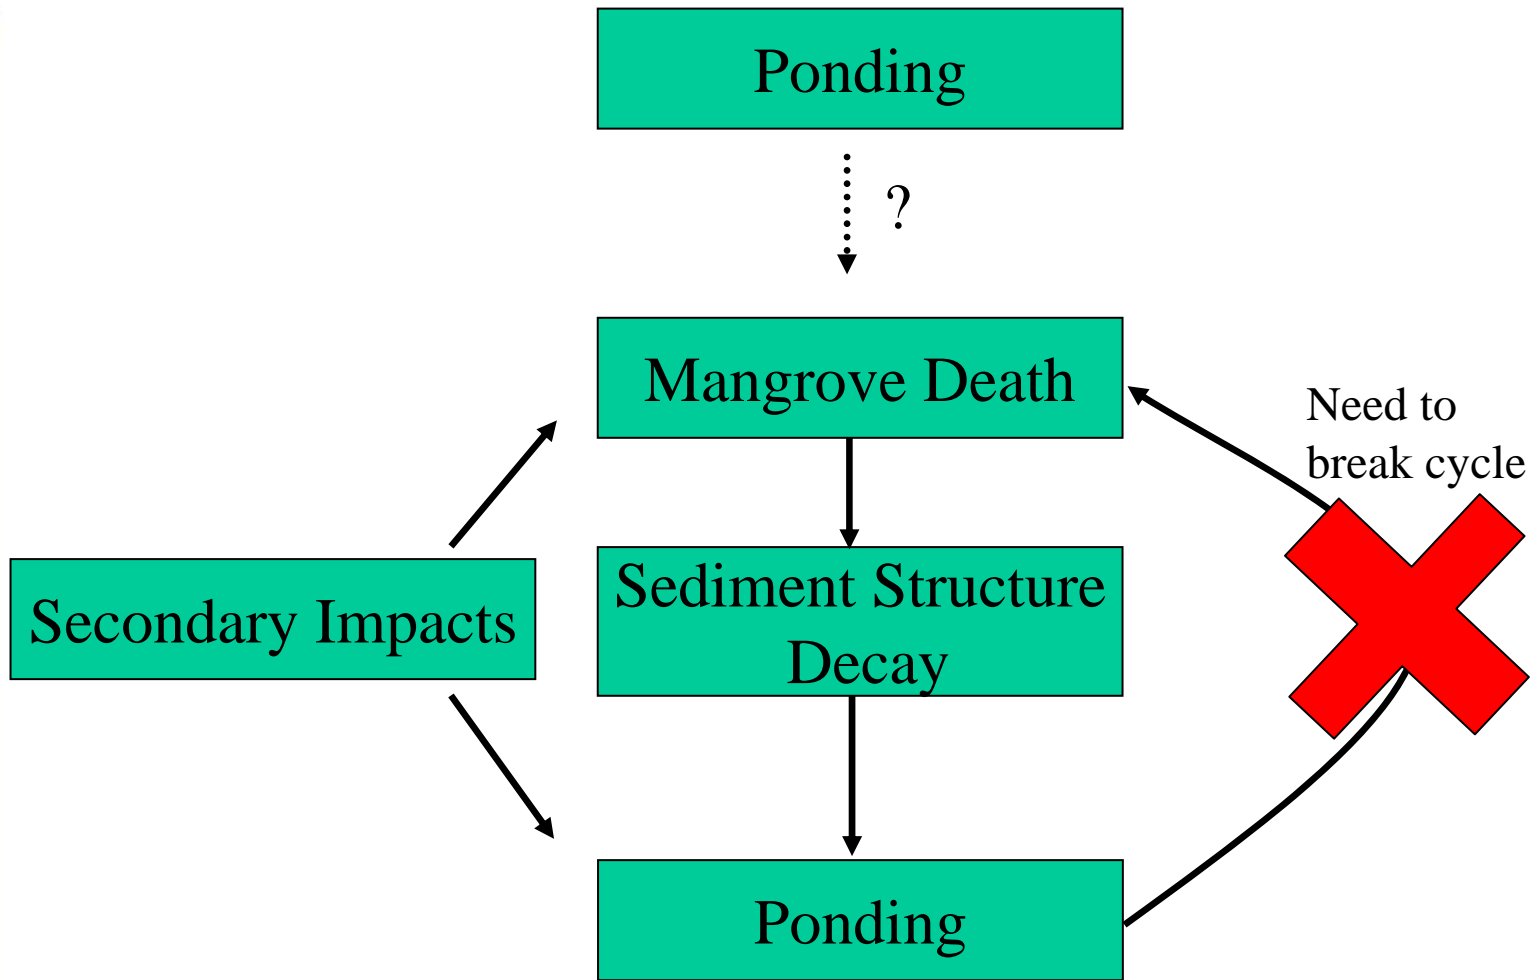 Ponding
?
Mangrove Death
Need to
break cycle
Sediment Structure
Decay
Secondary Impacts
Ponding